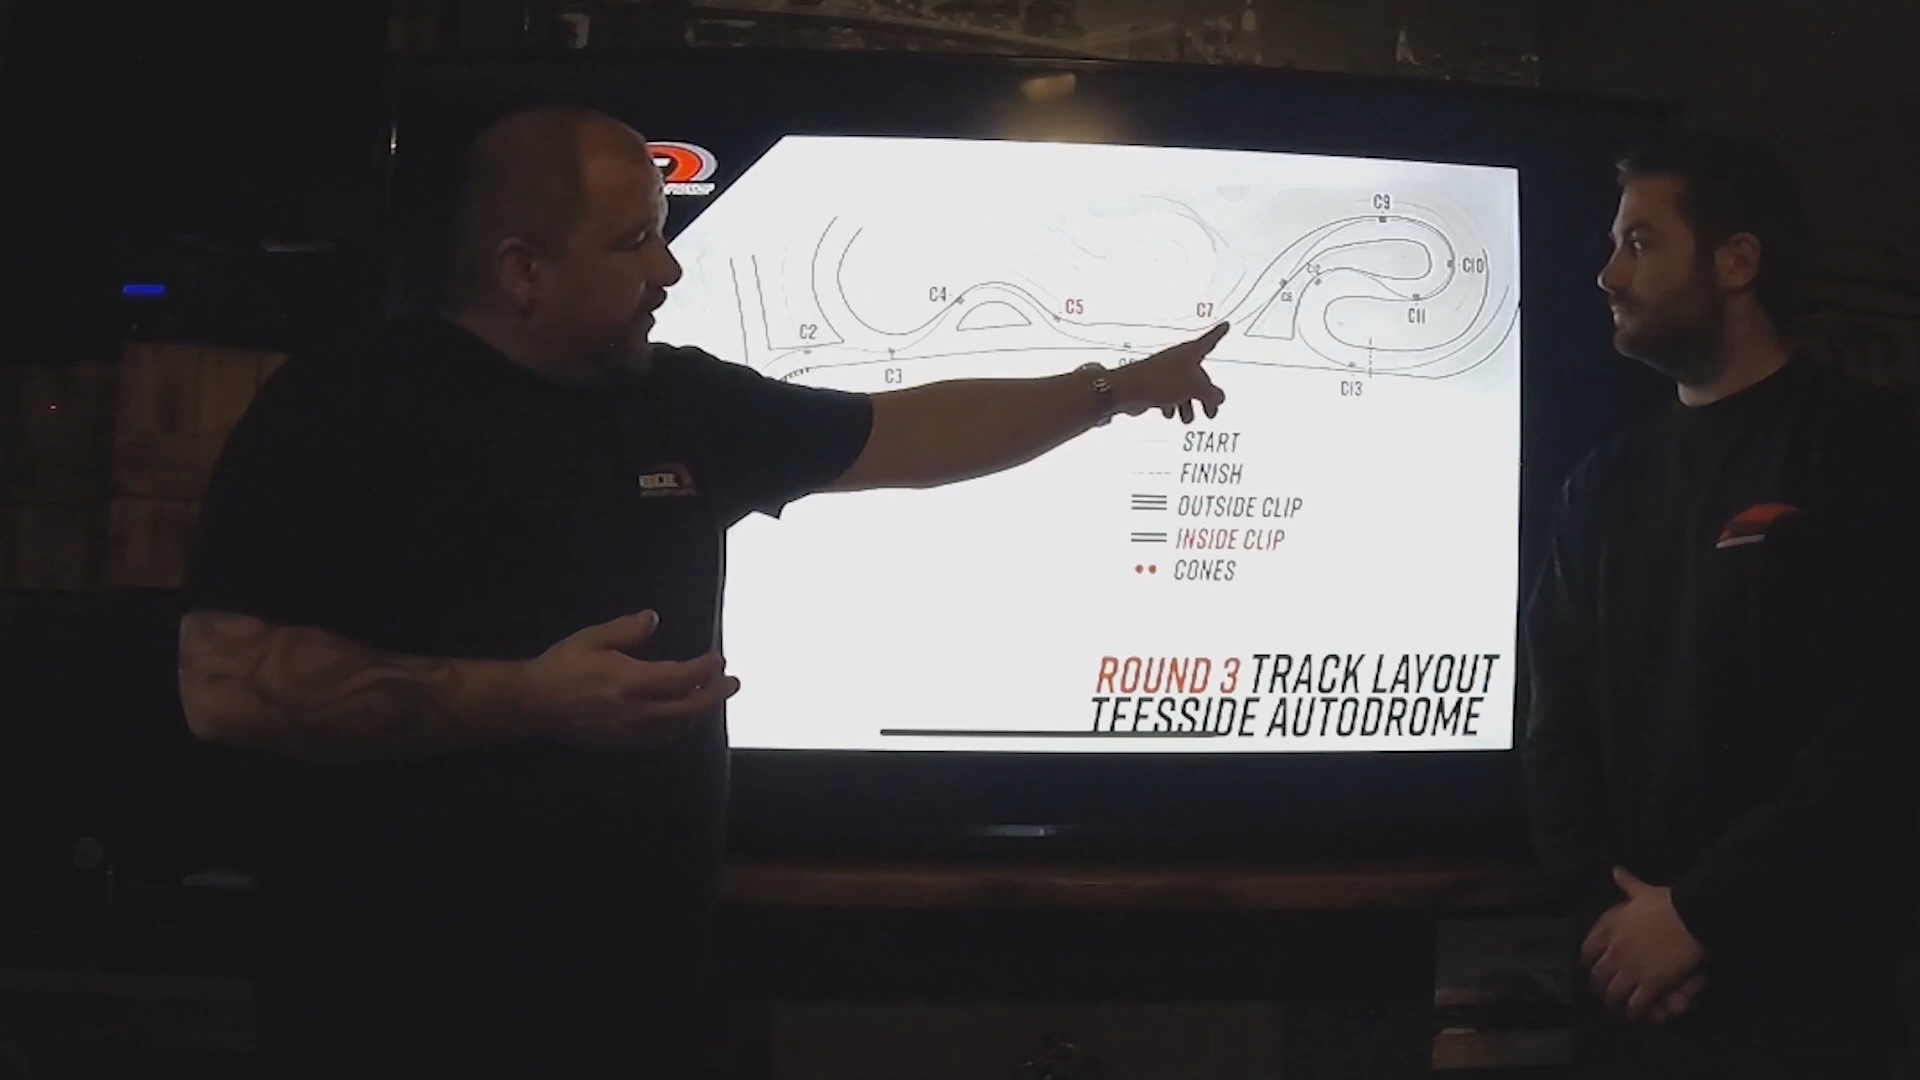 C9
C10
C4
C5
C7
C11
C2
C3
C13
START
FINISH
OUTSIDE CLIP
INSIDE CLIP
CONES
ROUND 3 TRACK LAYOUT
TEESSIDE AUTODROME